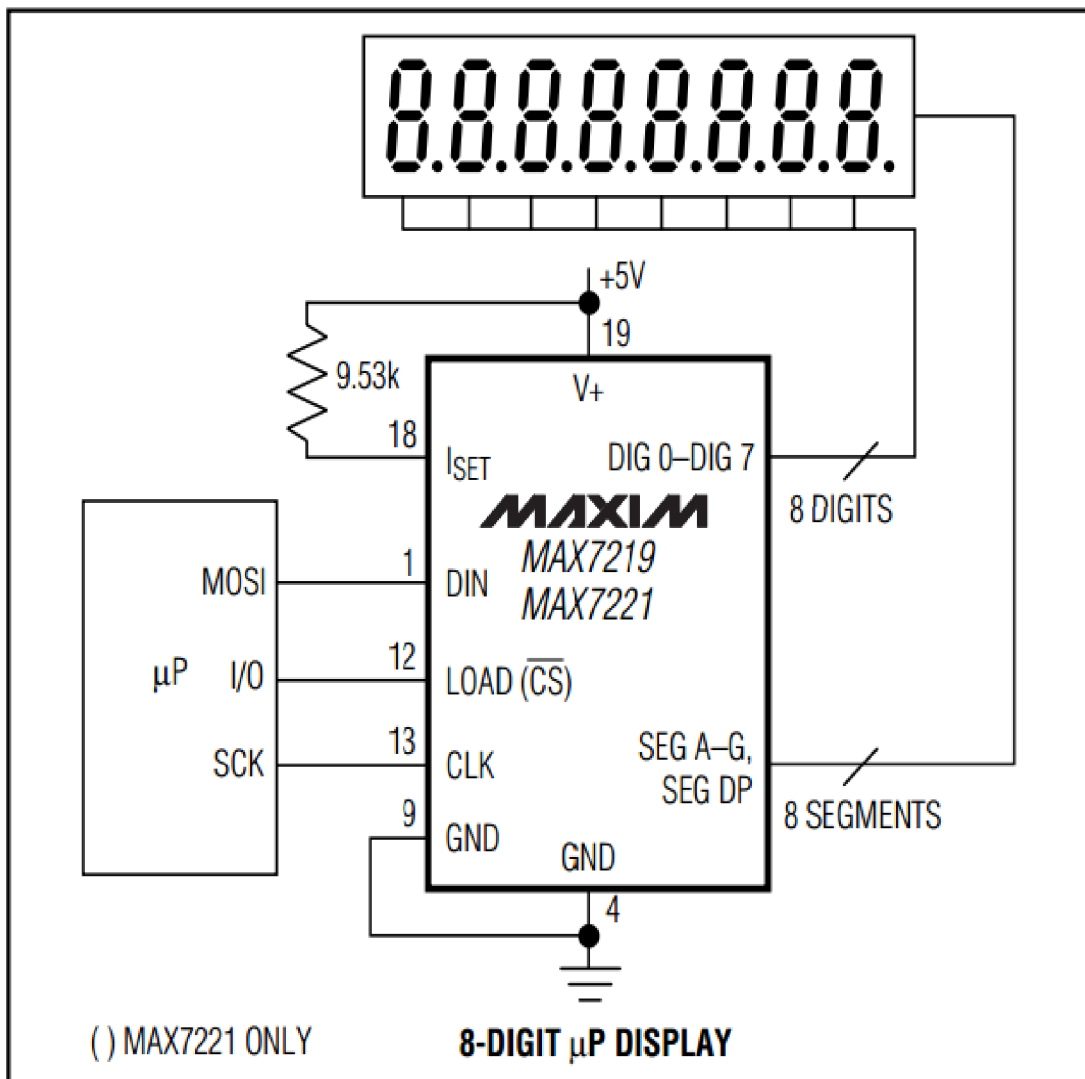 8.8.8.8.8.8.8.8.
+5V
19
9.53k
V+
18
ISET
DIG 0–DIG 7
8 DIGITS
MAXIM
MAX7219
MAX7221
µP
MOSI
1
DIN
I/O
12
LOAD (C̅S̅)
SCK
13
CLK
SEG A–G,
SEG DP
8 SEGMENTS
9
GND
GND
4
( ) MAX7221 ONLY
8-DIGIT µP DISPLAY